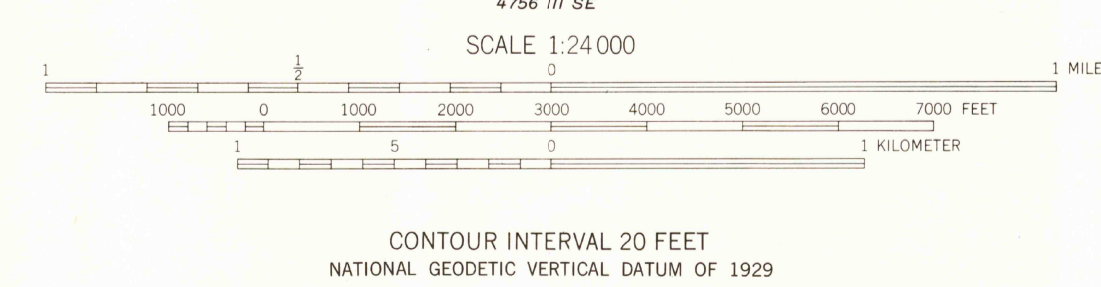 4756 III SE
SCALE 1:24 000
1 1/2 0 1 MILE
1000 0 1000 2000 3000 4000 5000 6000 7000 FEET
1 5 0 1 KILOMETER
CONTOUR INTERVAL 20 FEET
NATIONAL GEODETIC VERTICAL DATUM OF 1929